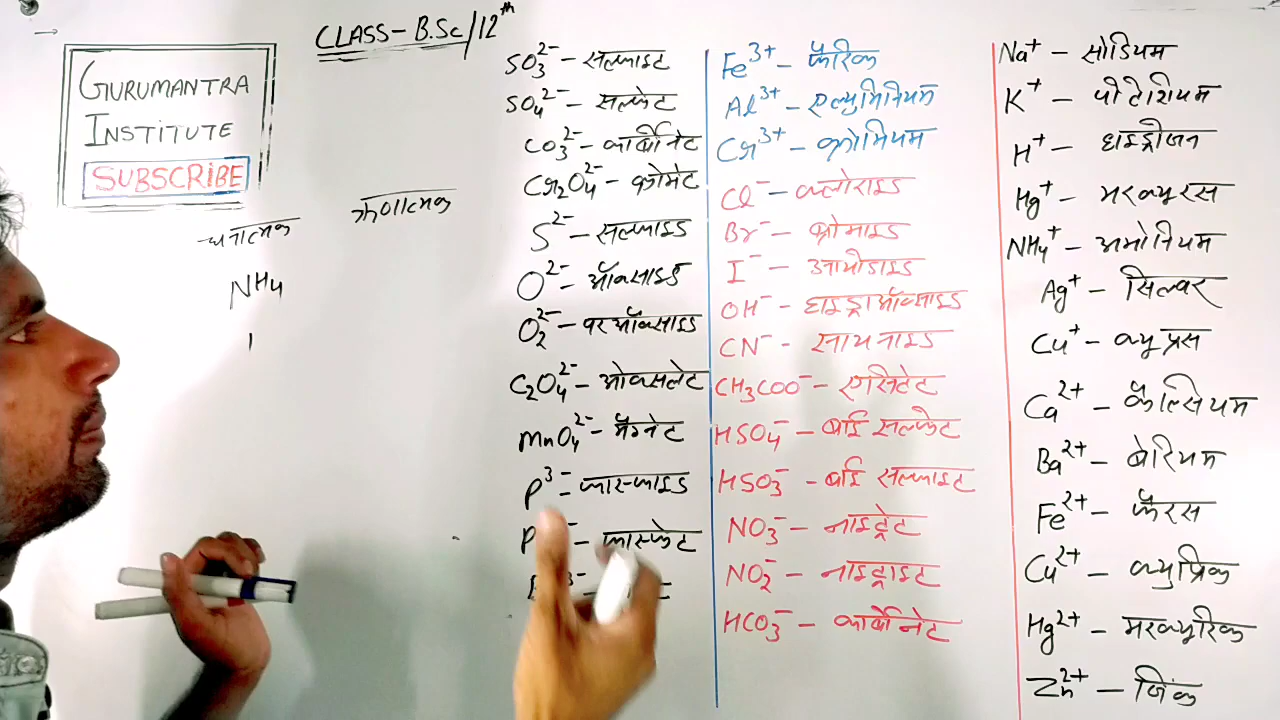 CLASS - B.Sc/12th
GURUMANTRA
INSTITUTE
SUBSCRIBE
धनात्मक
ऋणात्मक
NH4
SO3^2- – सल्फाइट
SO4^2- – सल्फेट
CO3^2- – कार्बोनेट
Cr2O4^2- – क्रोमेट
S^2- – सल्फाइड
O^2- – ऑक्साईड
O2^2- – परऑक्साइड
C2O4^2- – ओक्सलेट
MnO4^2- – मैंग्नेट
P^3- – फास्फाइड
– फास्फेट
Fe^3+ – फैरिक
Al^3+ – एल्युमिनियम
Cr^3+ – क्रोमियम
Cl^- – क्लोराइड
Br^- – ब्रोमाइड
I^- – आयोडाइड
OH^- – हाइड्राऑक्साइड
CN^- – सायनाइड
CH3COO^- – एसिटेट
HSO4^- – बाई सल्फेट
HSO3^- – बाई सल्फाइट
NO3^- – नाइट्रेट
NO2^- – नाइट्राइट
HCO3^- – कार्बोनेट
Na^+ – सोडियम
K^+ – पोटेशियम
H^+ – हाइड्रोजन
Hg^+ – मरक्यूरस
NH4^+ – अमोनियम
Ag^+ – सिल्वर
Cu^+ – क्यूप्रस
Ca^2+ – कैल्सियम
Ba^2+ – बेरियम
Fe^2+ – फैरस
Cu^2+ – क्युप्रिक
Hg^2+ – मरक्यूरिक
Zn^2+ – जिंक